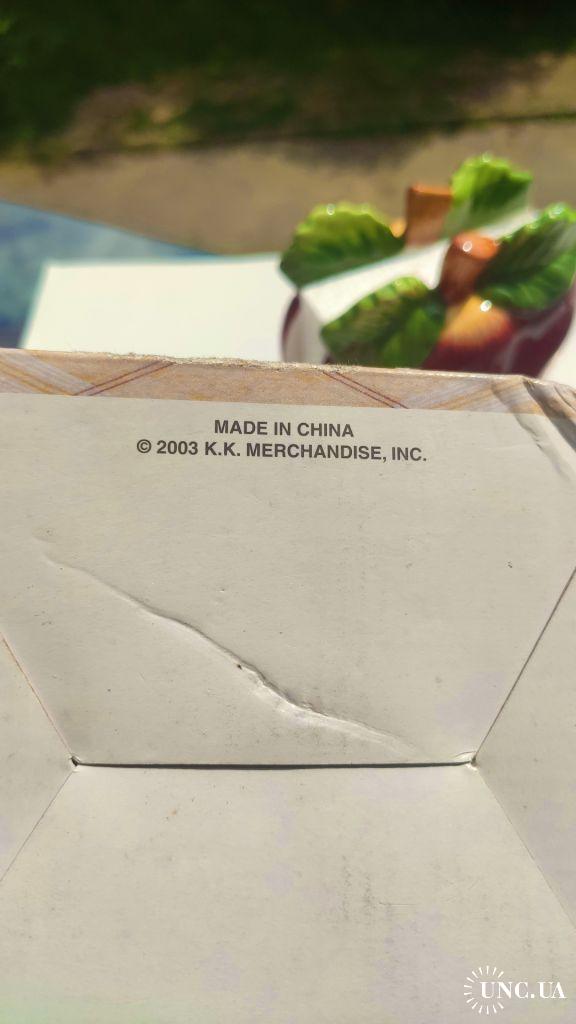 MADE IN CHINA
© 2003 K.K. MERCHANDISE, INC.
UNC.UA